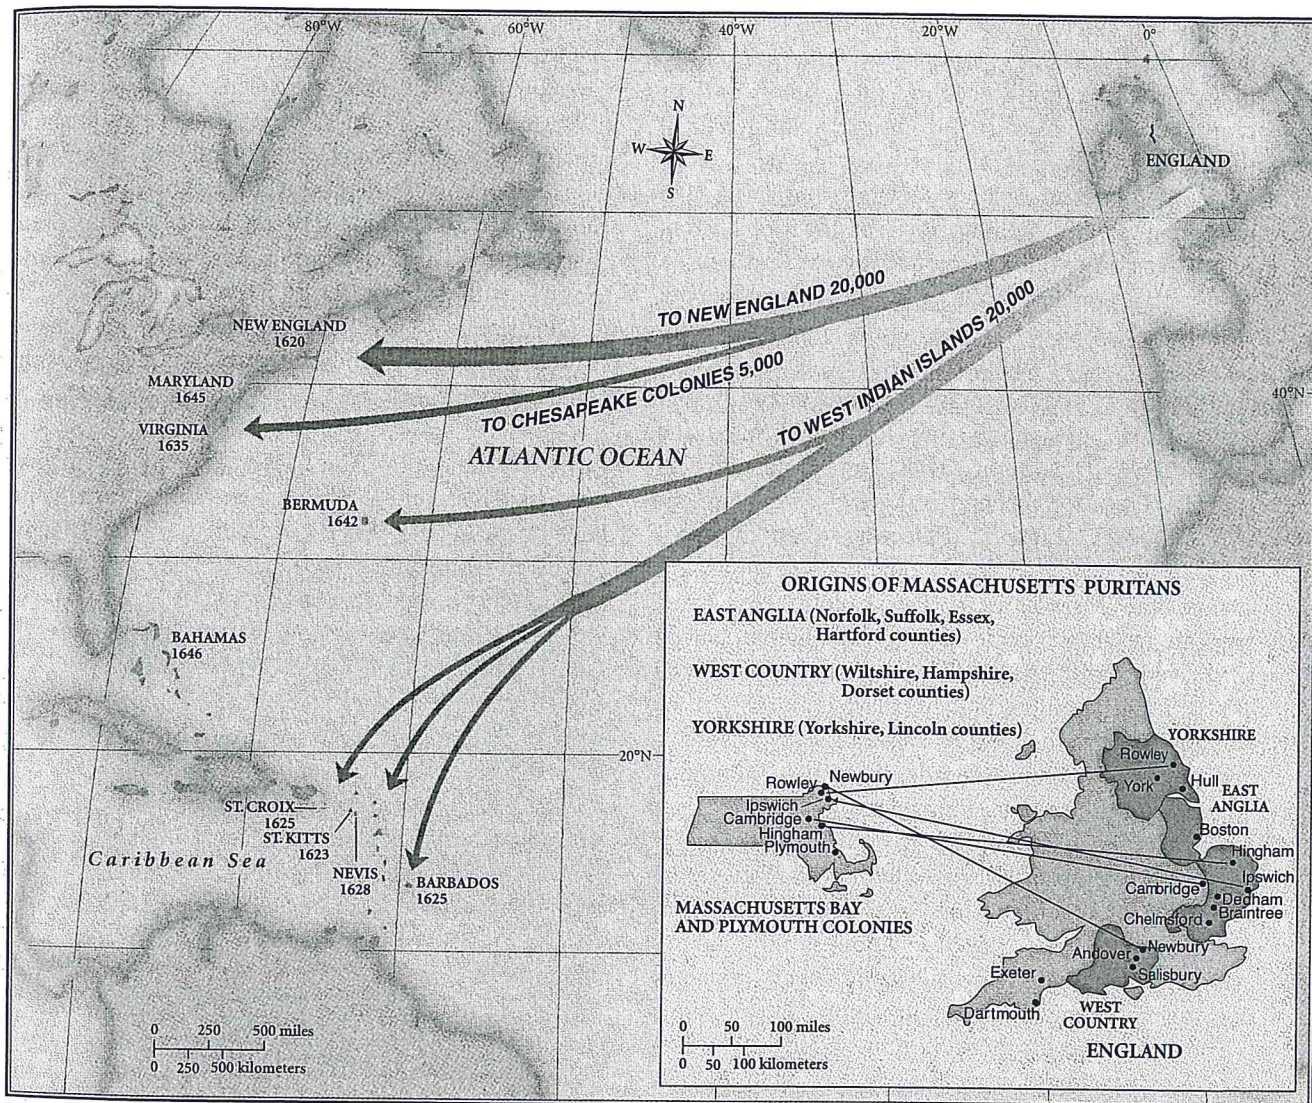 80°W
60°W
40°W
20°W
0°
N
W
E
S
ENGLAND
TO NEW ENGLAND 20,000
NEW ENGLAND
1620
TO CHESAPEAKE COLONIES 5,000
TO WEST INDIAN ISLANDS 20,000
MARYLAND
1645
40°N
VIRGINIA
1635
ATLANTIC OCEAN
BERMUDA
1642
BAHAMAS
1646
20°N
ST. CROIX
1625
ST. KITTS
1623
Caribbean Sea
NEVIS
1628
BARBADOS
1625
0 250 500 miles
0 250 500 kilometers
ORIGINS OF MASSACHUSETTS PURITANS
EAST ANGLIA (Norfolk, Suffolk, Essex,
Hartford counties)
WEST COUNTRY (Wiltshire, Hampshire,
Dorset counties)
YORKSHIRE (Yorkshire, Lincoln counties)
YORKSHIRE
Rowley
York
Hull
EAST
ANGLIA
Boston
Hingham
Ipswich
Cambridge
Dedham
Braintree
Chelmsford
Newbury
Andover
Salisbury
Exeter
Dartmouth
WEST
COUNTRY
ENGLAND
Rowley
Newbury
Ipswich
Cambridge
Hingham
Plymouth
MASSACHUSETTS BAY
AND PLYMOUTH COLONIES
0 50 100 miles
0 50 100 kilometers